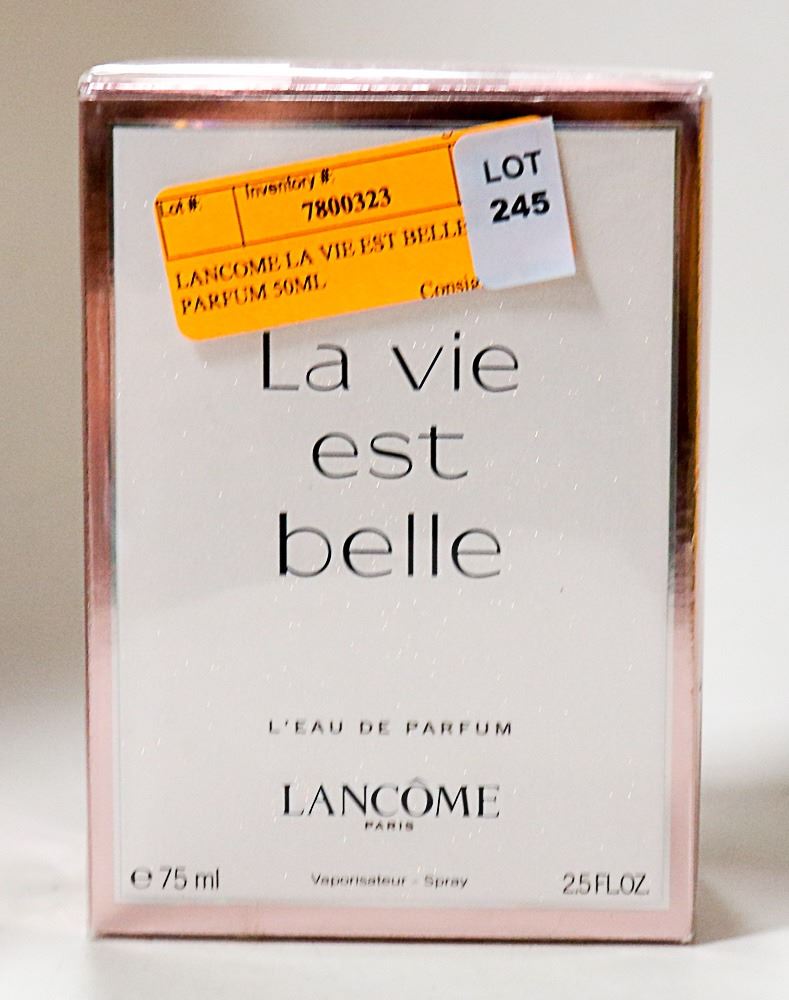 Lot #:
Inventory #:
7800323
LOT
245
LANCOME LA VIE EST BELLE
PARFUM 50ML
La vie
est
belle
L'EAU DE PARFUM
LANCÔME
PARIS
℮ 75 ml Vaporisateur - Spray 2.5 FL.OZ.